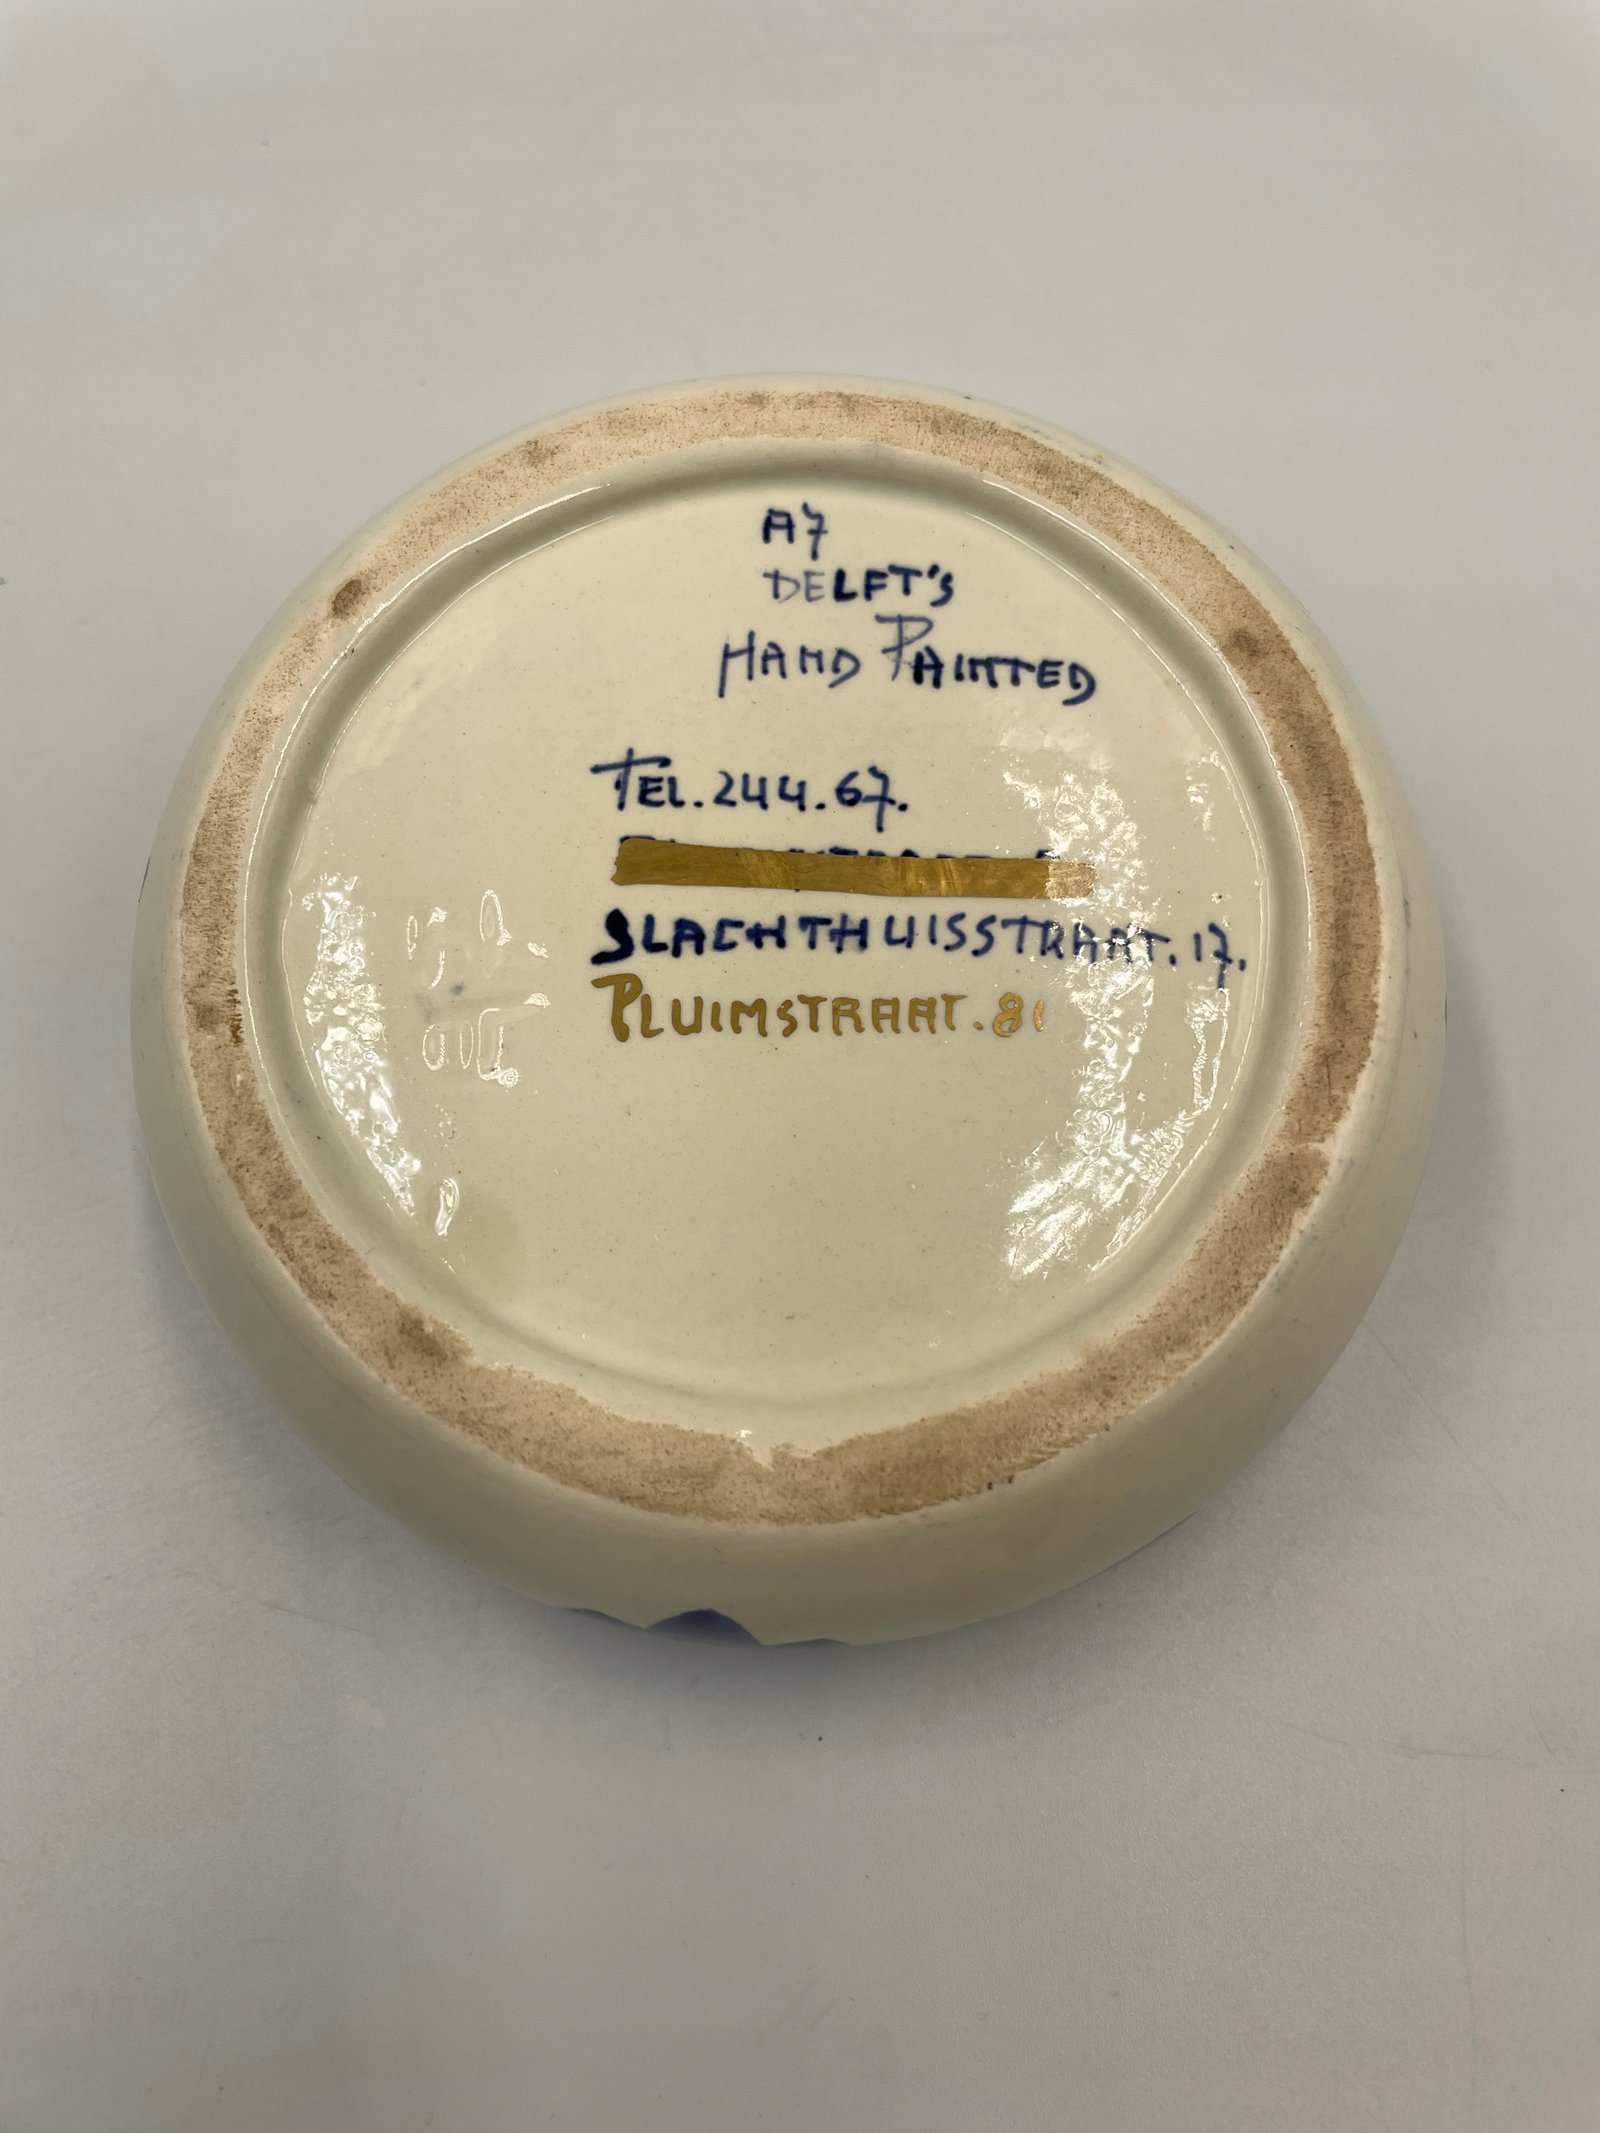 A7
DELFT'S
HAND PAINTED
TEL. 244.67.
SLACHTHUISSTRAAT. 17.
PLUIMSTRAAT. 81